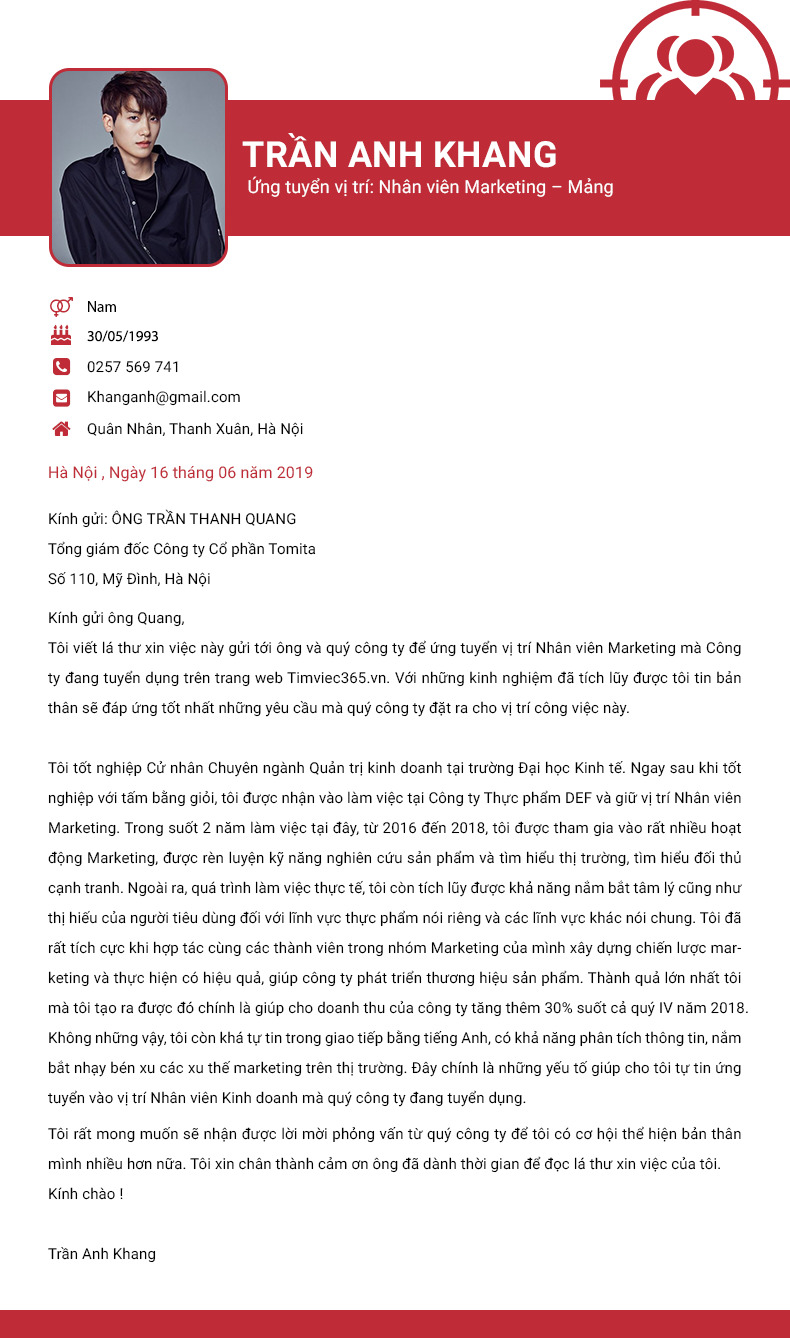 TRẦN ANH KHANG
Ứng tuyển vị trí: Nhân viên Marketing – Mảng
Nam
30/05/1993
0257 569 741
Khanganh@gmail.com
Quân Nhân, Thanh Xuân, Hà Nội
Hà Nội , Ngày 16 tháng 06 năm 2019
Kính gửi: ÔNG TRẦN THANH QUANG
Tổng giám đốc Công ty Cổ phần Tomita
Số 110, Mỹ Đình, Hà Nội
Kính gửi ông Quang,
Tôi viết lá thư xin việc này gửi tới ông và quý công ty để ứng tuyển vị trí Nhân viên Marketing mà Công
ty đang tuyển dụng trên trang web Timviec365.vn. Với những kinh nghiệm đã tích lũy được tôi tin bản
thân sẽ đáp ứng tốt nhất những yêu cầu mà quý công ty đặt ra cho vị trí công việc này.
Tôi tốt nghiệp Cử nhân Chuyên ngành Quản trị kinh doanh tại trường Đại học Kinh tế. Ngay sau khi tốt
nghiệp với tấm bằng giỏi, tôi được nhận vào làm việc tại Công ty Thực phẩm DEF và giữ vị trí Nhân viên
Marketing. Trong suốt 2 năm làm việc tại đây, từ 2016 đến 2018, tôi được tham gia vào rất nhiều hoạt
động Marketing, được rèn luyện kỹ năng nghiên cứu sản phẩm và tìm hiểu thị trường, tìm hiểu đối thủ
cạnh tranh. Ngoài ra, quá trình làm việc thực tế, tôi còn tích lũy được khả năng nắm bắt tâm lý cũng như
thị hiếu của người tiêu dùng đối với lĩnh vực thực phẩm nói riêng và các lĩnh vực khác nói chung. Tôi đã
rất tích cực khi hợp tác cùng các thành viên trong nhóm Marketing của mình xây dựng chiến lược mar-
keting và thực hiện có hiệu quả, giúp công ty phát triển thương hiệu sản phẩm. Thành quả lớn nhất tôi
mà tôi tạo ra được đó chính là giúp cho doanh thu của công ty tăng thêm 30% suốt cả quý IV năm 2018.
Không những vậy, tôi còn khá tự tin trong giao tiếp bằng tiếng Anh, có khả năng phân tích thông tin, nắm
bắt nhạy bén xu các xu thế marketing trên thị trường. Đây chính là những yếu tố giúp cho tôi tự tin ứng
tuyển vào vị trí Nhân viên Kinh doanh mà quý công ty đang tuyển dụng.
Tôi rất mong muốn sẽ nhận được lời mời phỏng vấn từ quý công ty để tôi có cơ hội thể hiện bản thân
mình nhiều hơn nữa. Tôi xin chân thành cảm ơn ông đã dành thời gian để đọc lá thư xin việc của tôi.
Kính chào !
Trần Anh Khang